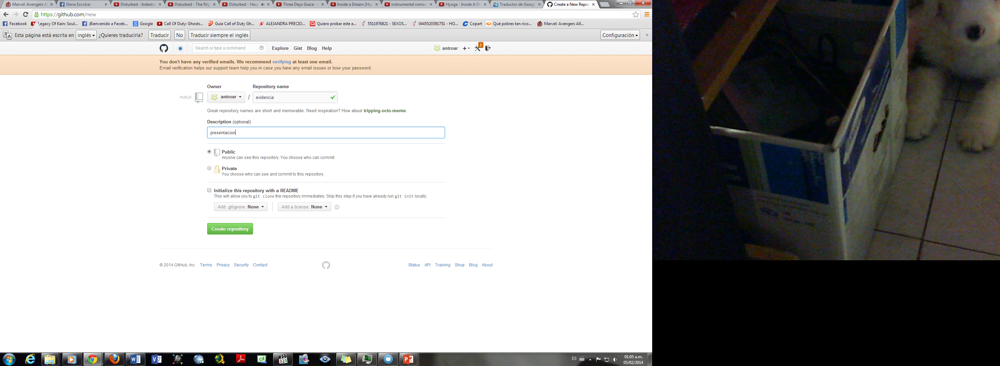 Marvel: Avengers Al
Elena Escobar
Disturbed - Indestru
Disturbed - The Nig
Disturbed - Haun
Three Days Grace -
Inside a Dream [Hyo
instrumental roman
Hyoga - Inside A Dr
Traductor de Google
Create a New Repos
https://github.com/new
Facebook
Legacy Of Kain: Soul...
¡Bienvenido a Faceb...
Google
Call Of Duty: Ghosts...
Guía Call of Duty Gh...
ALEJANDRA PRECIO...
Quiero probar este a...
5511976821 - SEXOS...
0445520391751 - HO...
Copart
Qué pobres tan rico...
Marvel: Avengers All...
Esta página está escrita en inglés ¿Quieres traducirla? Traducir No Traducir siempre el inglés Configuración
Search or type a command Explore Gist Blog Help antroar
You don't have any verified emails. We recommend verifying at least one email.
Email verification helps our support team help you in case you have any email issues or lose your password.
Owner Repository name
PUBLIC antroar / evidencia
Great repository names are short and memorable. Need inspiration? How about tripping-octo-meme.
Description (optional)
presentacion
Public
Anyone can see this repository. You choose who can commit.
Private
You choose who can see and commit to this repository.
Initialize this repository with a README
This will allow you to git clone the repository immediately. Skip this step if you have already run git init locally.
Add .gitignore: None Add a license: None
Create repository
© 2014 GitHub, Inc. Terms Privacy Security Contact Status API Training Shop Blog About
ES
01:05 a.m.
05/02/2014